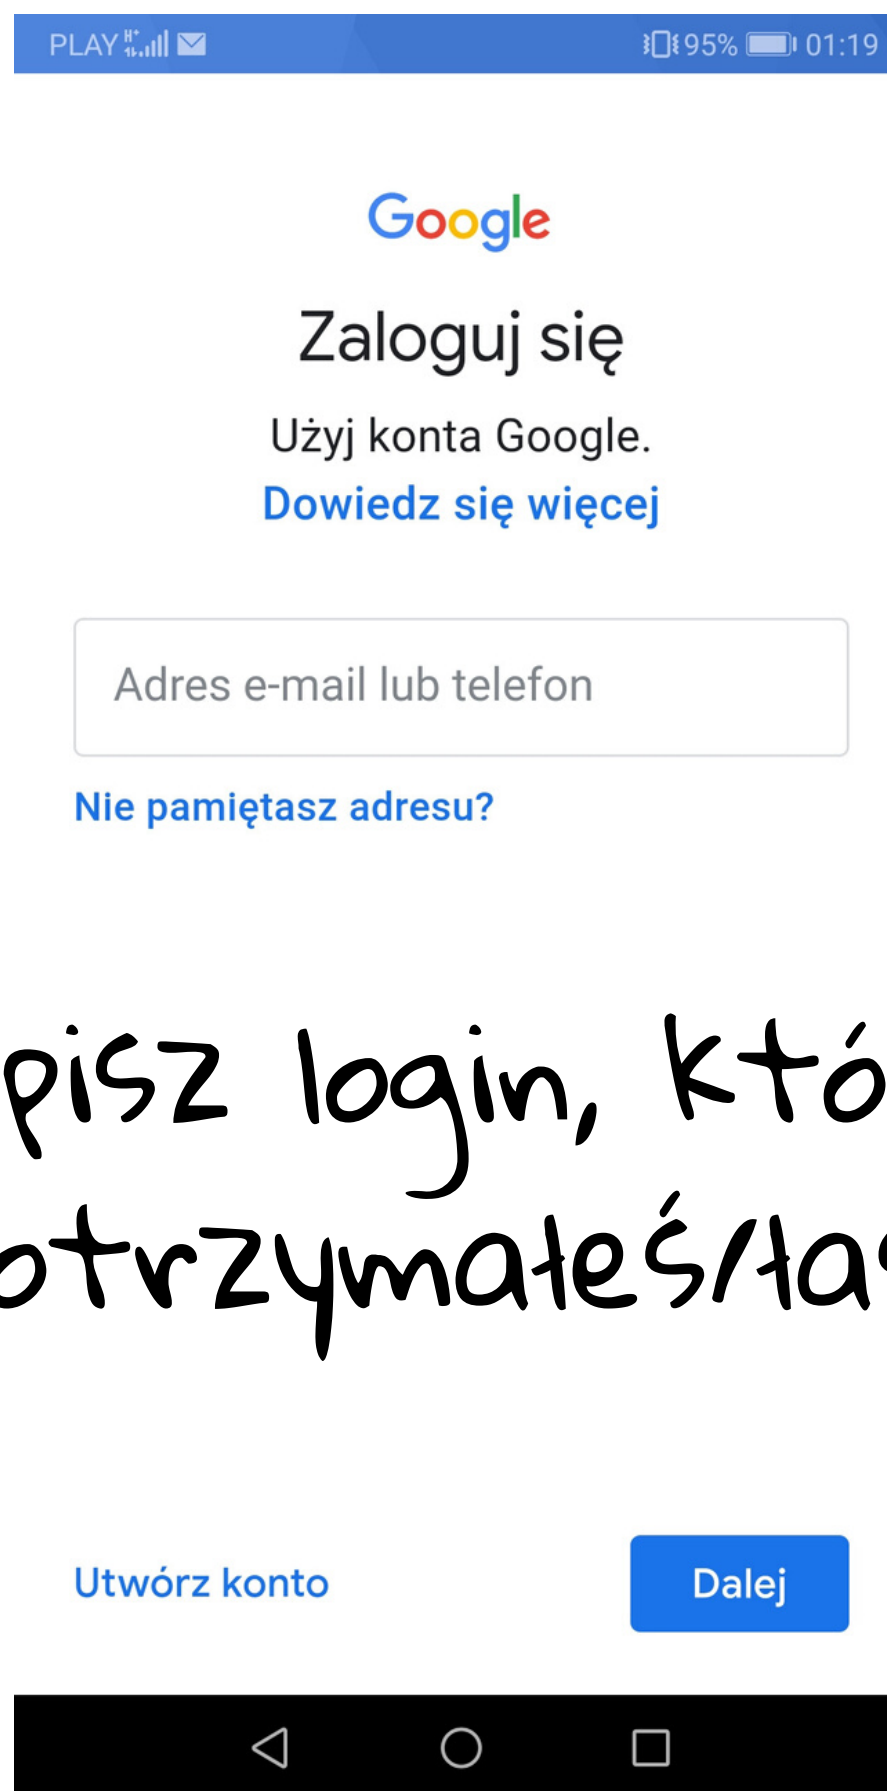 PLAY H+ 95% 01:19
Google
Zaloguj się
Użyj konta Google.
Dowiedz się więcej
Adres e-mail lub telefon
Nie pamiętasz adresu?
pisz login, któ
otrzymałeś/łaś
Utwórz konto Dalej